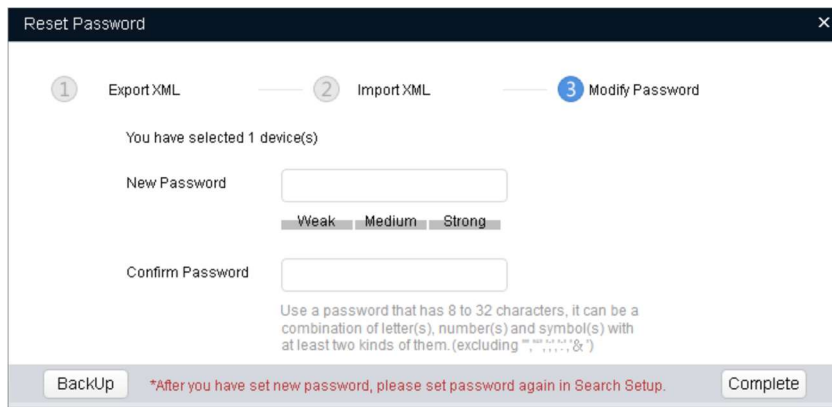 Reset Password
×
1 Export XML 2 Import XML 3 Modify Password
You have selected 1 device(s)
New Password
Weak Medium Strong
Confirm Password
Use a password that has 8 to 32 characters, it can be a
combination of letter(s), number(s) and symbol(s) with
at least two kinds of them.(excluding
BackUp *After you have set new password, please set password again in Search Setup. Complete